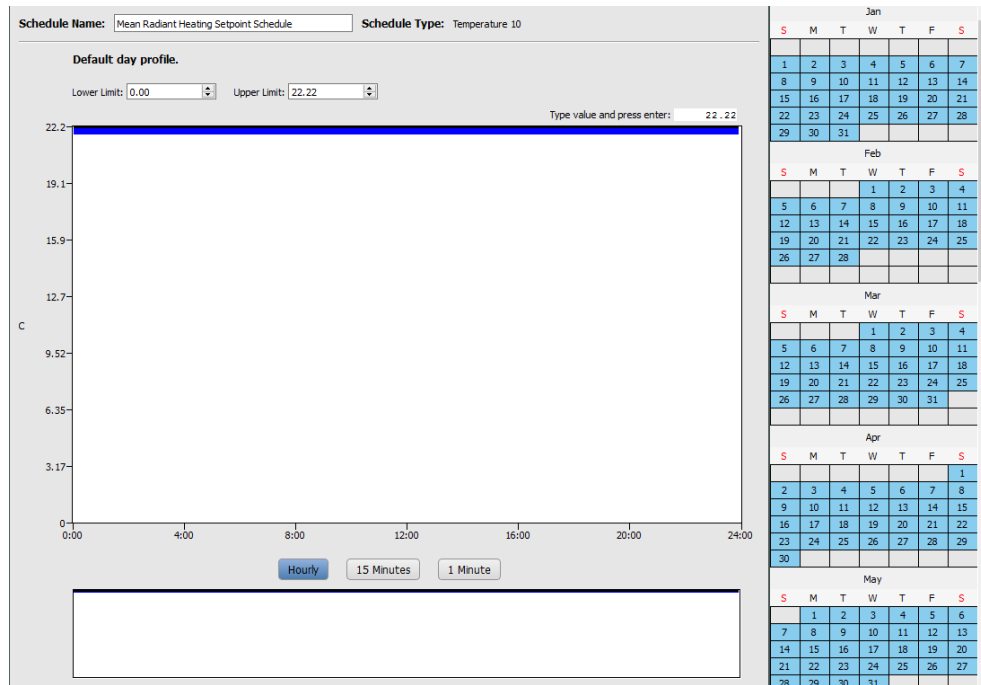 Schedule Name: Mean Radiant Heating Setpoint Schedule Schedule Type: Temperature 10
Default day profile.
Lower Limit: 0.00 Upper Limit: 22.22
Type value and press enter: 22.22
22.2
19.1
15.9
12.7
C
9.52
6.35
3.17
0
0:00 4:00 8:00 12:00 16:00 20:00 24:00
Hourly 15 Minutes 1 Minute
Jan
S M T W T F S
1 2 3 4 5 6 7
8 9 10 11 12 13 14
15 16 17 18 19 20 21
22 23 24 25 26 27 28
29 30 31
Feb
S M T W T F S
1 2 3 4
5 6 7 8 9 10 11
12 13 14 15 16 17 18
19 20 21 22 23 24 25
26 27 28
Mar
S M T W T F S
1 2 3 4
5 6 7 8 9 10 11
12 13 14 15 16 17 18
19 20 21 22 23 24 25
26 27 28 29 30 31
Apr
S M T W T F S
1
2 3 4 5 6 7 8
9 10 11 12 13 14 15
16 17 18 19 20 21 22
23 24 25 26 27 28 29
30
May
S M T W T F S
1 2 3 4 5 6
7 8 9 10 11 12 13
14 15 16 17 18 19 20
21 22 23 24 25 26 27
28 29 30 31